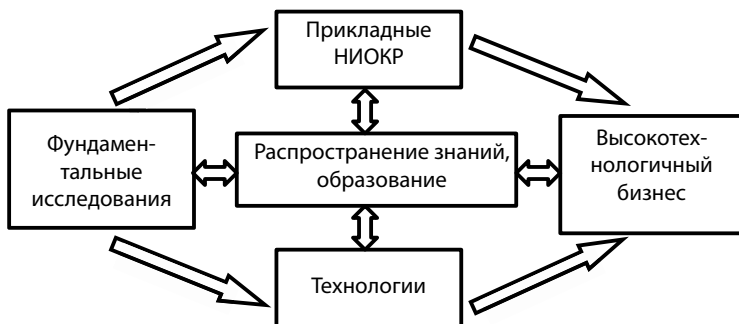 Прикладные
НИОКР
Фундамен-
тальные
исследования
Распространение знаний,
образование
Высокотех-
нологичный
бизнес
Технологии